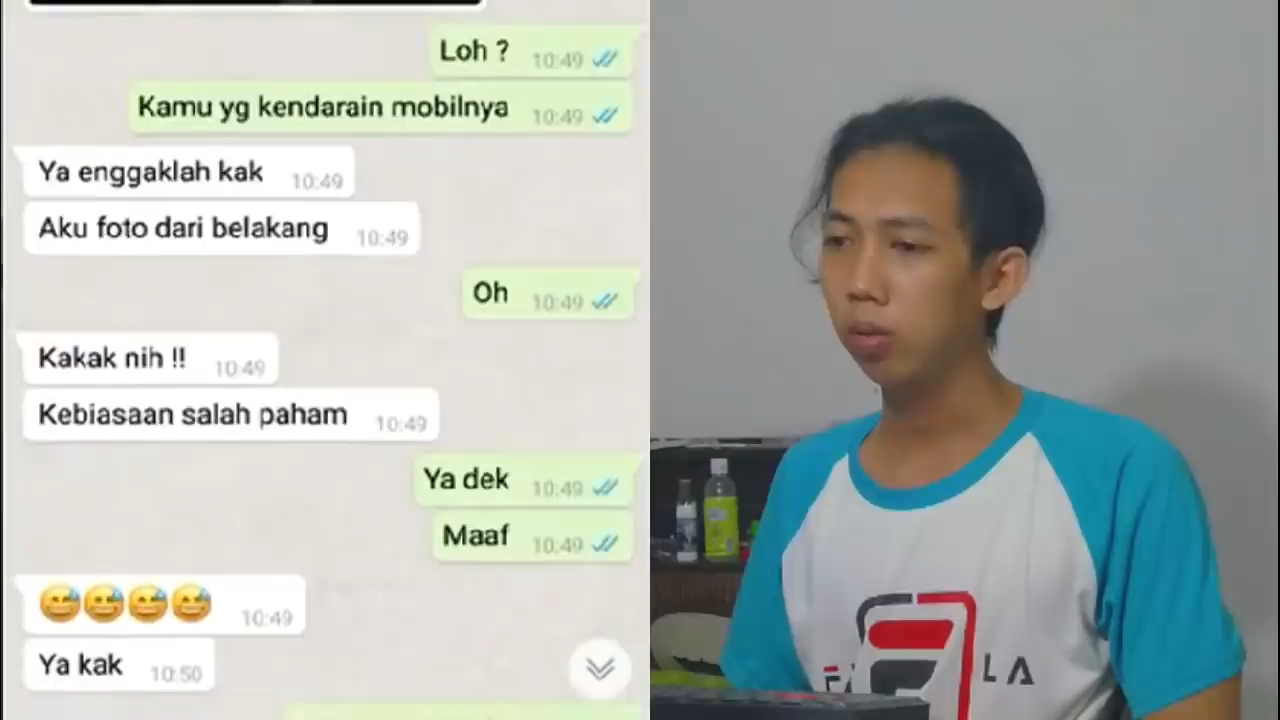 Loh ? 10:49
Kamu yg kendarain mobilnya 10:49
Ya enggaklah kak 10:49
Aku foto dari belakang 10:49
Oh 10:49
Kakak nih !! 10:49
Kebiasaan salah paham 10:49
Ya dek 10:49
Maaf 10:49
😅😅😅😅 10:49
Ya kak 10:50
LA